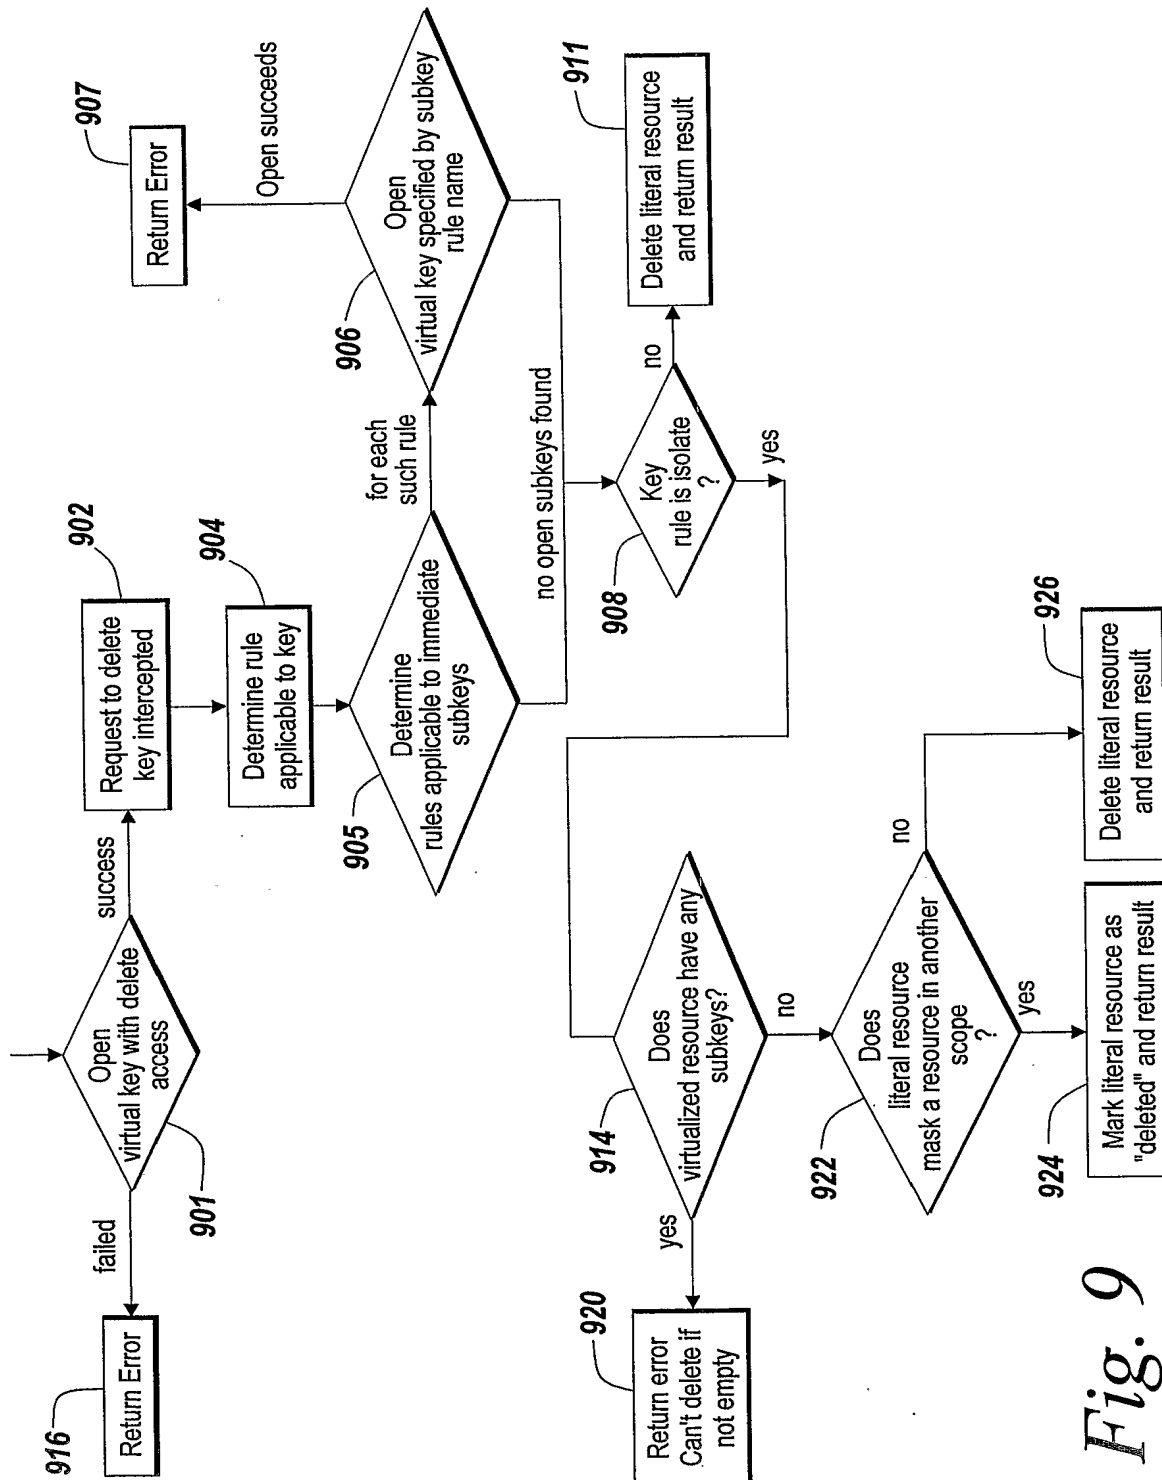 901
Open
virtual key with delete
access
failed
916
Return Error
success
902
Request to delete
key intercepted
904
Determine rule
applicable to key
905
Determine
rules applicable to immediate
subkeys
for each
such rule
906
Open
virtual key specified by subkey
rule name
Open succeeds
907
Return Error
no open subkeys found
908
Key
rule is isolate
?
no
911
Delete literal resource
and return result
yes
914
Does
virtualized resource have any
subkeys?
yes
920
Return error
Can't delete if
not empty
no
922
Does
literal resource
mask a resource in another
scope
?
no
926
Delete literal resource
and return result
yes
924
Mark literal resource as
"deleted" and return result
Fig. 9